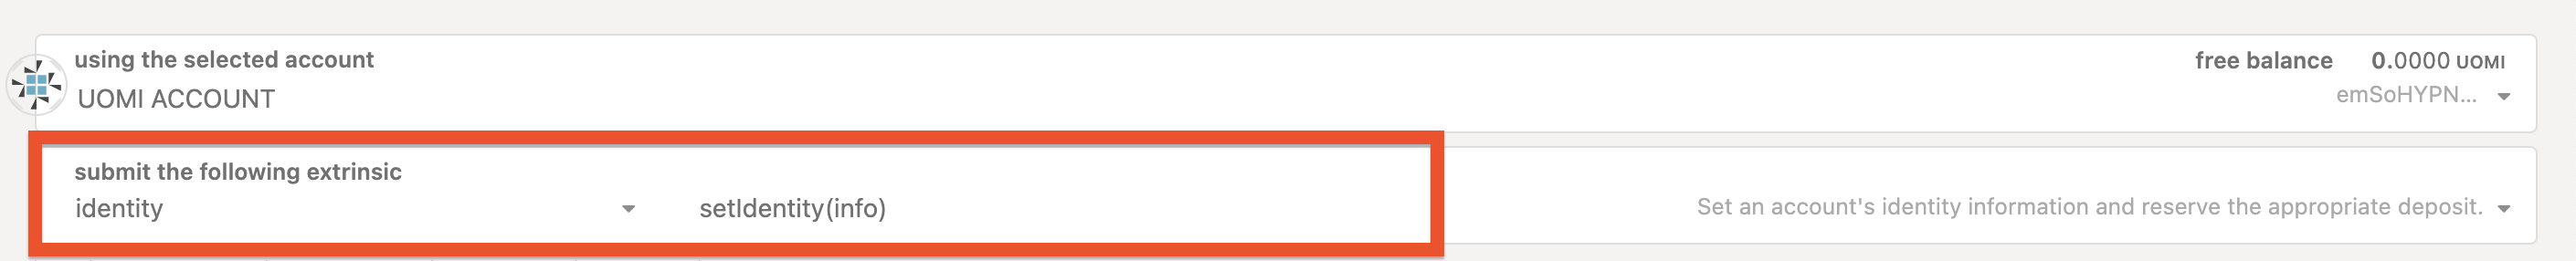 using the selected account
free balance 0.0000 UOMI
UOMI ACCOUNT
emSoHYPN...
submit the following extrinsic
identity
setIdentity(info)
Set an account's identity information and reserve the appropriate deposit.